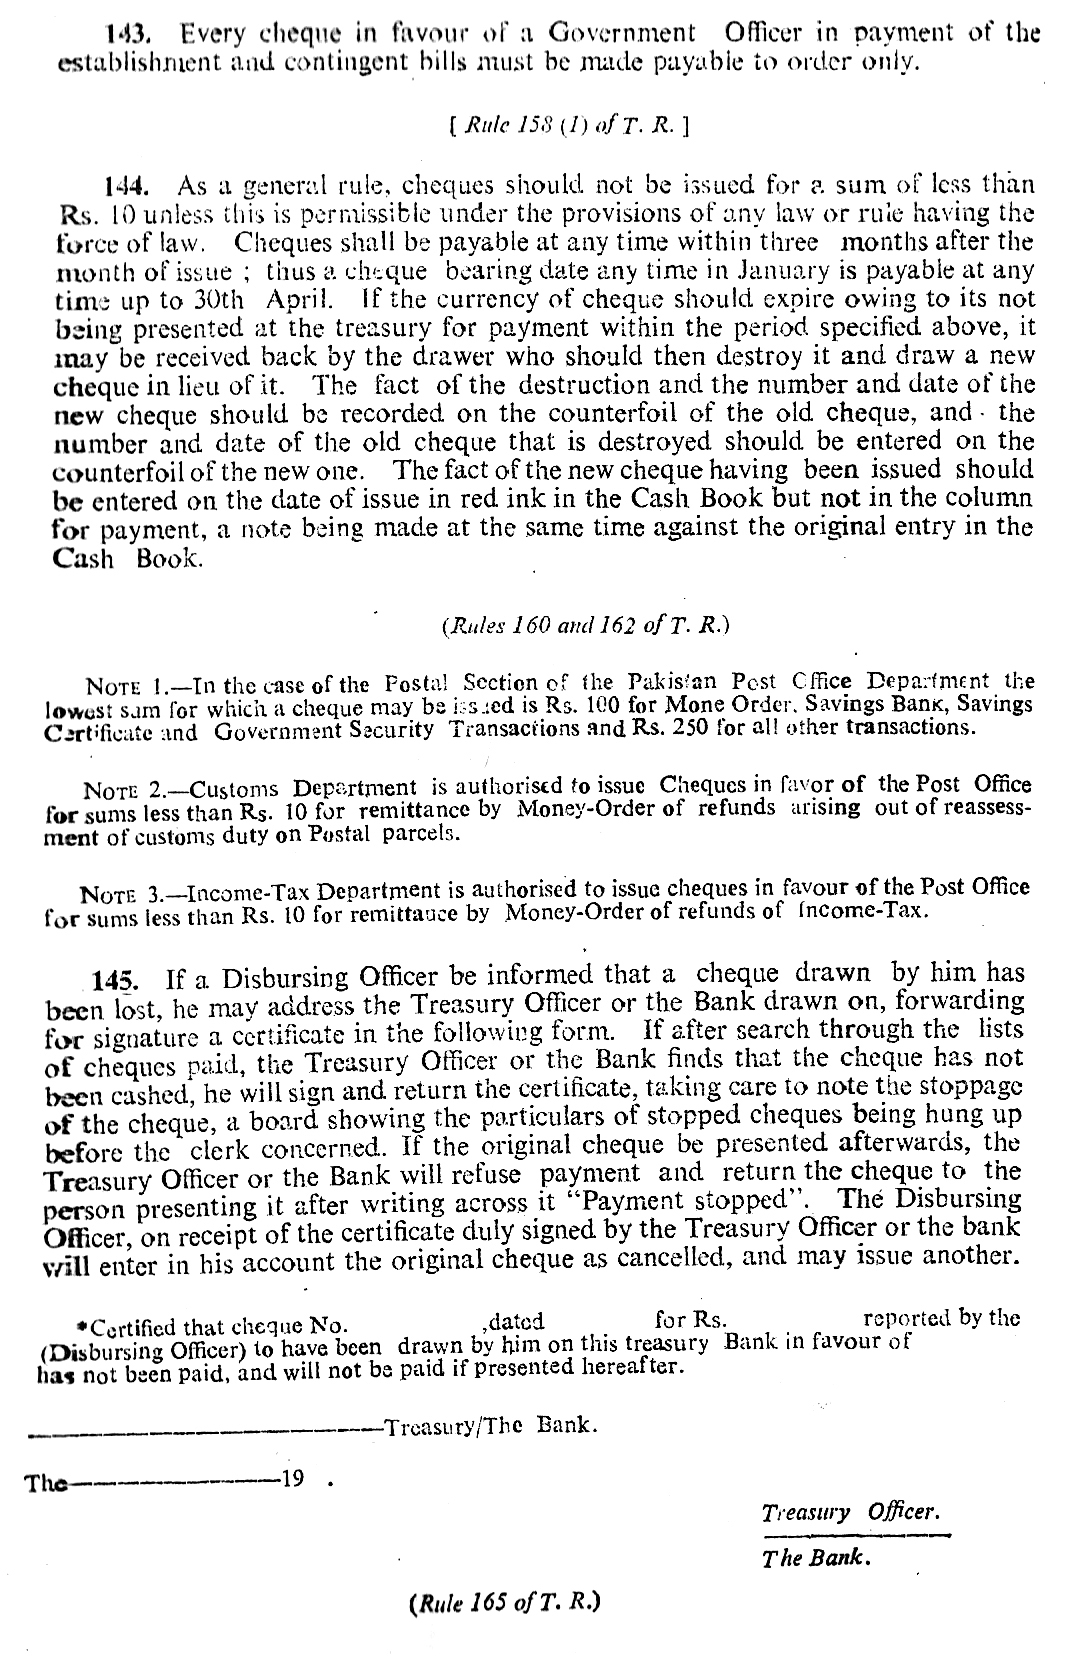 143. Every cheque in favour of a Government Officer in payment of the
establishment and contingent bills must be made payable to order only.
[ Rule 158 (1) of T. R. ]
144. As a general rule, cheques should not be issued for a sum of less than
Rs. 10 unless this is permissible under the provisions of any law or rule having the
force of law. Cheques shall be payable at any time within three months after the
month of issue ; thus a cheque bearing date any time in January is payable at any
time up to 30th April. If the currency of cheque should expire owing to its not
being presented at the treasury for payment within the period specified above, it
may be received back by the drawer who should then destroy it and draw a new
cheque in lieu of it. The fact of the destruction and the number and date of the
new cheque should be recorded on the counterfoil of the old cheque, and the
number and date of the old cheque that is destroyed should be entered on the
counterfoil of the new one. The fact of the new cheque having been issued should
be entered on the date of issue in red ink in the Cash Book but not in the column
for payment, a note being made at the same time against the original entry in the
Cash Book.
(Rules 160 and 162 of T. R.)
NOTE 1.—In the case of the Postal Section of the Pakistan Post Office Department the
lowest sum for which a cheque may be issued is Rs. 100 for Mone Order, Savings Bank, Savings
Certificate and Government Security Transactions and Rs. 250 for all other transactions.
NOTE 2.—Customs Department is authorised to issue Cheques in favor of the Post Office
for sums less than Rs. 10 for remittance by Money-Order of refunds arising out of reassess-
ment of customs duty on Postal parcels.
NOTE 3.—Income-Tax Department is authorised to issue cheques in favour of the Post Office
for sums less than Rs. 10 for remittance by Money-Order of refunds of Income-Tax.
145. If a Disbursing Officer be informed that a cheque drawn by him has
been lost, he may address the Treasury Officer or the Bank drawn on, forwarding
for signature a certificate in the following form. If after search through the lists
of cheques paid, the Treasury Officer or the Bank finds that the cheque has not
been cashed, he will sign and return the certificate, taking care to note the stoppage
of the cheque, a board showing the particulars of stopped cheques being hung up
before the clerk concerned. If the original cheque be presented afterwards, the
Treasury Officer or the Bank will refuse payment and return the cheque to the
person presenting it after writing across it “Payment stopped”. The Disbursing
Officer, on receipt of the certificate duly signed by the Treasury Officer or the bank
will enter in his account the original cheque as cancelled, and may issue another.
*Certified that cheque No. ,dated for Rs. reported by the
(Disbursing Officer) to have been drawn by him on this treasury Bank in favour of
has not been paid, and will not be paid if presented hereafter.
———————————Treasury/The Bank.
The——————————19 .
Treasury Officer.
The Bank.
(Rule 165 of T. R.)